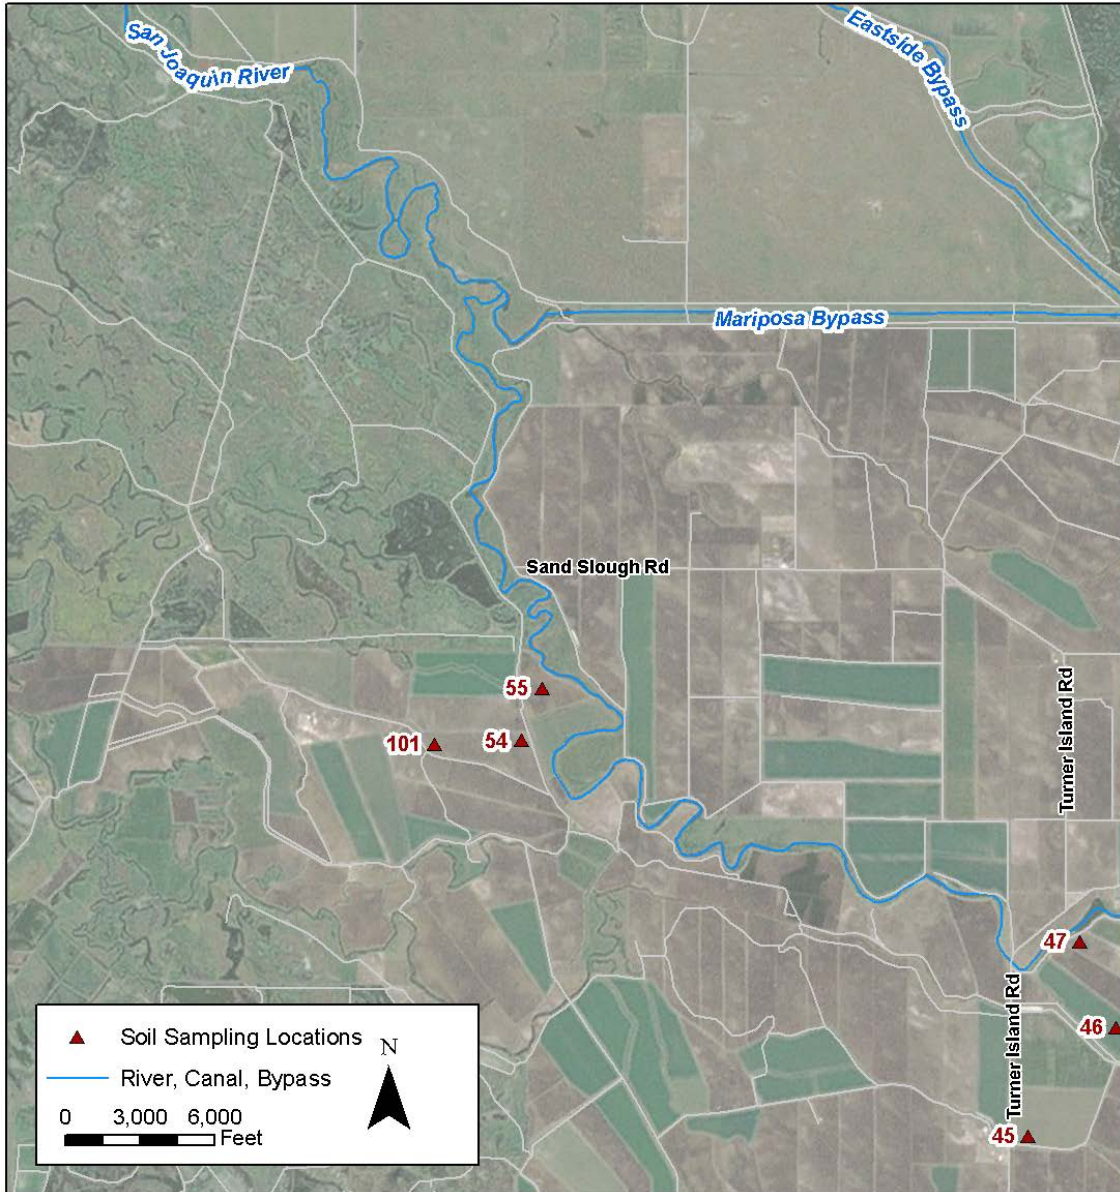 San Joaquin River
Eastside Bypass
Mariposa Bypass
Sand Slough Rd
Turner Island Rd
55
54
101
47
Turner Island Rd
46
45
Soil Sampling Locations
N
River, Canal, Bypass
0 3,000 6,000
Feet